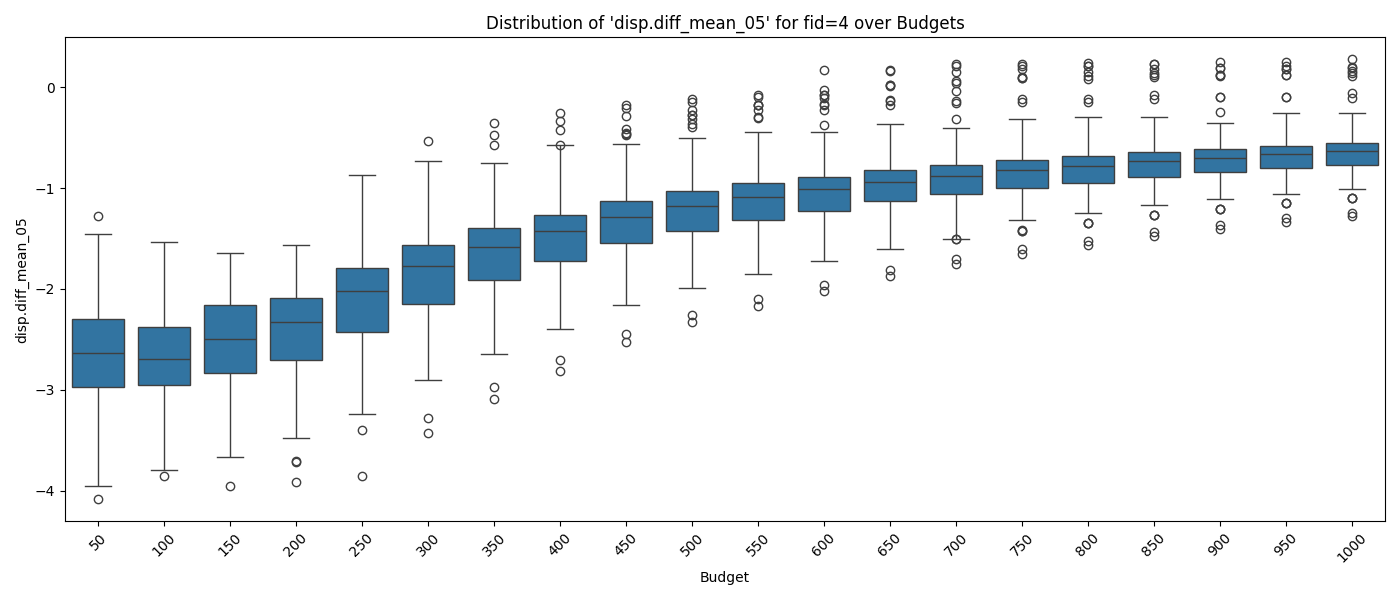 Distribution of 'disp.diff_mean_05' for fid=4 over Budgets
disp.diff_mean_05
0
−1
−2
−3
−4
50 100 150 200 250 300 350 400 450 500 550 600 650 700 750 800 850 900 950 1000
Budget